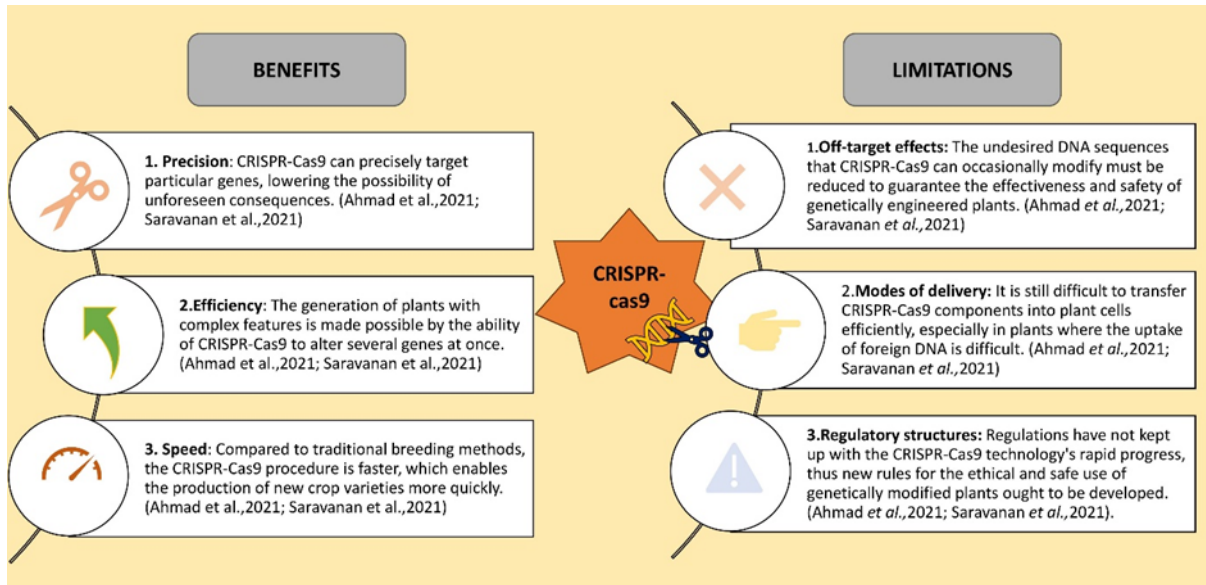 BENEFITS
1. Precision: CRISPR-Cas9 can precisely target
particular genes, lowering the possibility of
unforeseen consequences. (Ahmad et al.,2021;
Saravanan et al.,2021)
2.Efficiency: The generation of plants with
complex features is made possible by the ability
of CRISPR-Cas9 to alter several genes at once.
(Ahmad et al.,2021; Saravanan et al.,2021)
3. Speed: Compared to traditional breeding methods,
the CRISPR-Cas9 procedure is faster, which enables
the production of new crop varieties more quickly.
(Ahmad et al.,2021; Saravanan et al.,2021)
CRISPR-
cas9
LIMITATIONS
1.Off-target effects: The undesired DNA sequences
that CRISPR-Cas9 can occasionally modify must be
reduced to guarantee the effectiveness and safety of
genetically engineered plants. (Ahmad et al.,2021;
Saravanan et al.,2021)
2.Modes of delivery: It is still difficult to transfer
CRISPR-Cas9 components into plant cells
efficiently, especially in plants where the uptake
of foreign DNA is difficult. (Ahmad et al.,2021;
Saravanan et al.,2021)
3.Regulatory structures: Regulations have not kept
up with the CRISPR-Cas9 technology's rapid progress,
thus new rules for the ethical and safe use of
genetically modified plants ought to be developed.
(Ahmad et al.,2021; Saravanan et al.,2021).